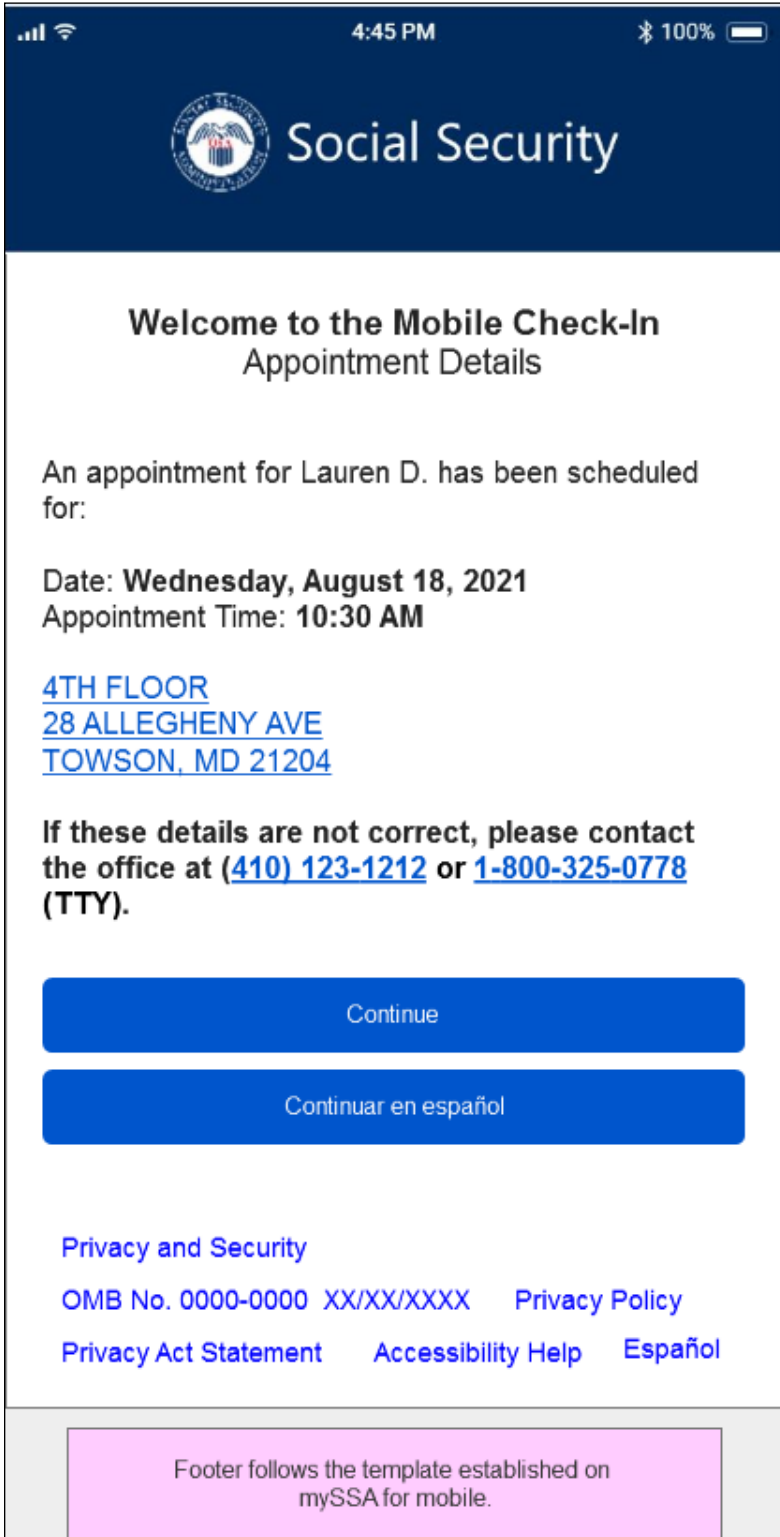 4:45 PM
100%
SOCIAL SECURITY
USA
ADMINISTRATION
Social Security
Welcome to the Mobile Check-In
Appointment Details
An appointment for Lauren D. has been scheduled
for:
Date: Wednesday, August 18, 2021
Appointment Time: 10:30 AM
4TH FLOOR
28 ALLEGHENY AVE
TOWSON, MD 21204
If these details are not correct, please contact
the office at (410) 123-1212 or 1-800-325-0778
(TTY).
Continue
Continuar en español
Privacy and Security
OMB No. 0000-0000 XX/XX/XXXX Privacy Policy
Privacy Act Statement Accessibility Help Español
Footer follows the template established on
mySSA for mobile.